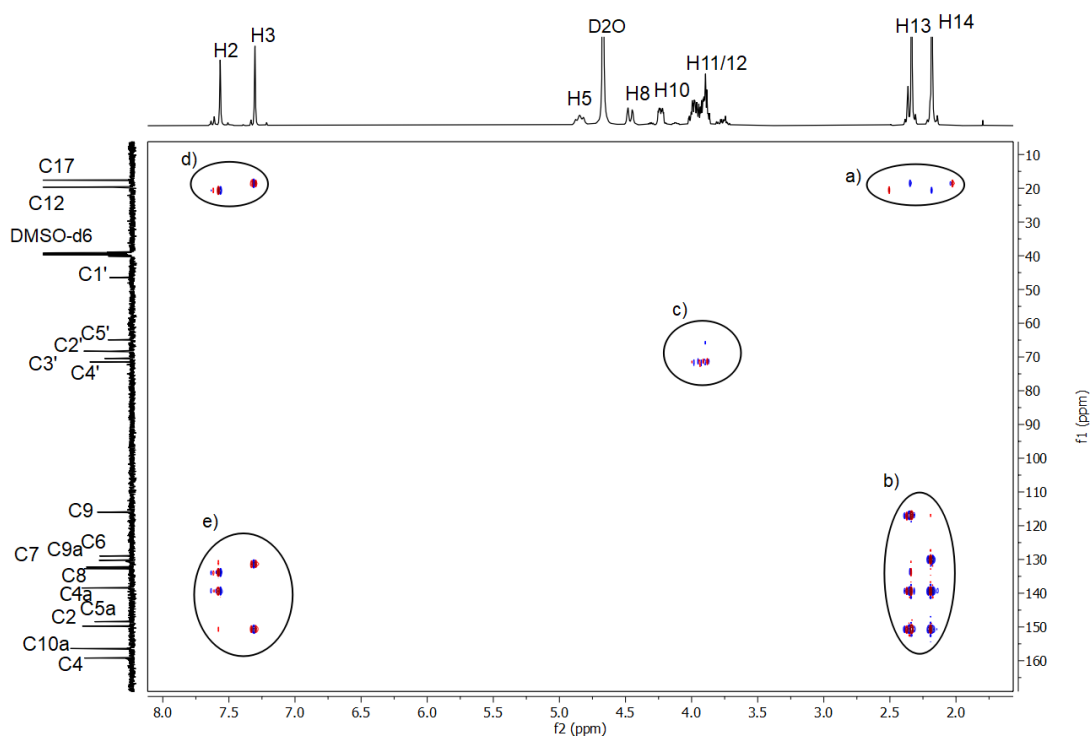 H2
H3
H5
D2O
H8
H10
H11/12
H13
H14
C17
C12
DMSO-d6
C1'
C5'
C2'
C3'
C4'
C9
C6
C9a
C7
C8
C4a
C5a
C2
C10a
C4
d)
a)
c)
b)
e)
10
20
30
40
50
60
70
80
90
100
110
120
130
140
150
160
f1 (ppm)
8.0 7.5 7.0 6.5 6.0 5.5 5.0 4.5 4.0 3.5 3.0 2.5 2.0
f2 (ppm)